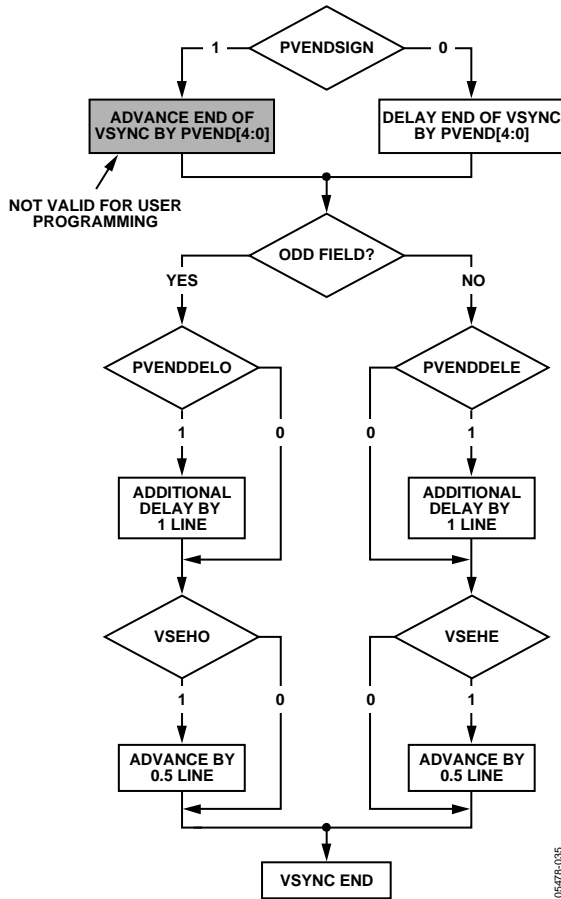 PVENDSIGN
1
0
ADVANCE END OF
VSYNC BY PVEND[4:0]
DELAY END OF VSYNC
BY PVEND[4:0]
NOT VALID FOR USER
PROGRAMMING
ODD FIELD?
YES
NO
PVENDDELO
PVENDDELE
1
0
0
1
ADDITIONAL
DELAY BY
1 LINE
ADDITIONAL
DELAY BY
1 LINE
VSEHO
VSEHE
1
0
0
1
ADVANCE BY
0.5 LINE
ADVANCE BY
0.5 LINE
VSYNC END
05478-035